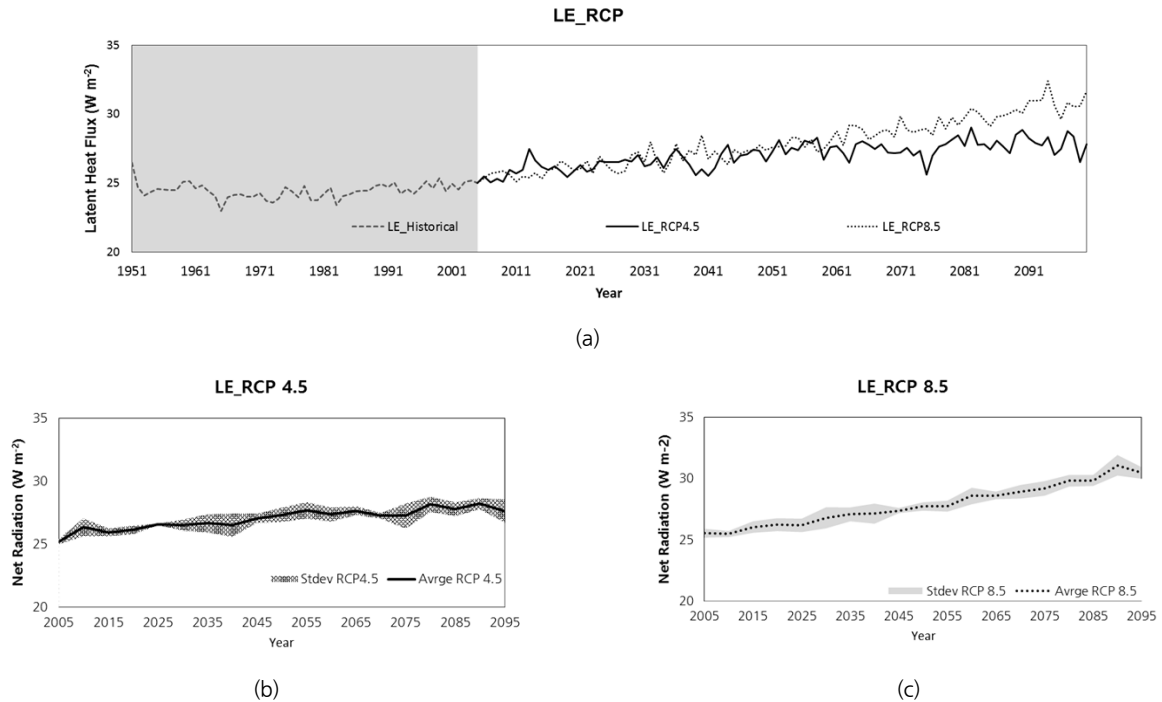 LE_RCP
35
30
25
20
Latent Heat Flux (W m⁻²)
LE_Historical
LE_RCP4.5
LE_RCP8.5
1951 1961 1971 1981 1991 2001 2011 2021 2031 2041 2051 2061 2071 2081 2091
Year
(a)
LE_RCP 4.5
35
30
25
20
Net Radiation (W m⁻²)
Stdev RCP4.5 Avrge RCP 4.5
2005 2015 2025 2035 2045 2055 2065 2075 2085 2095
Year
(b)
LE_RCP 8.5
35
30
25
20
Net Radiation (W m-2)
Stdev RCP 8.5 Avrge RCP 8.5
2005 2015 2025 2035 2045 2055 2065 2075 2085 2095
Year
(c)